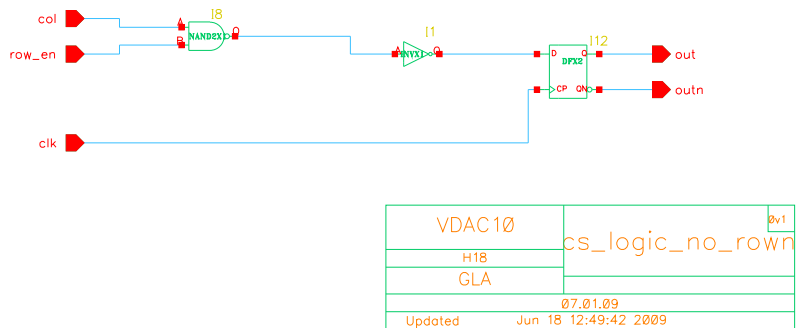 col
I8
A
NAND2X
Q
B
row_en
I1
A
INVX1
Q
I12
D
Q
DFX2
out
CP
QN
outn
clk
VDAC10
0v1
cs_logic_no_rown
H18
GLA
07.01.09
Updated Jun 18 12:49:42 2009